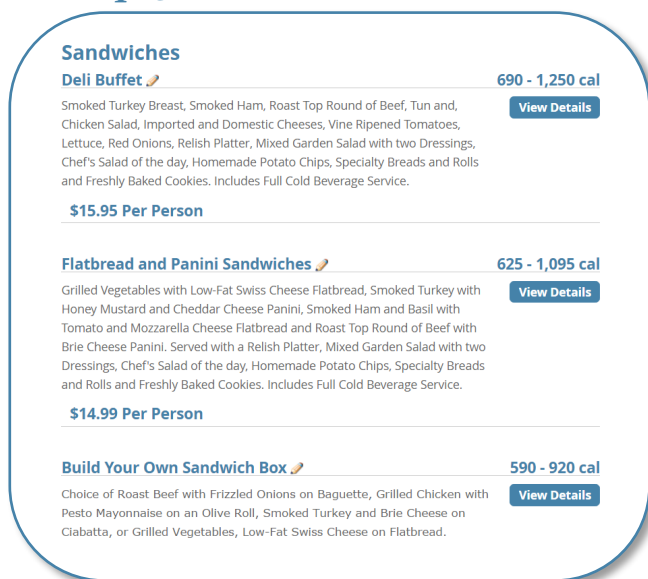 Sandwiches
Deli Buffet 690 - 1,250 cal
Smoked Turkey Breast, Smoked Ham, Roast Top Round of Beef, Tun and, View Details
Chicken Salad, Imported and Domestic Cheeses, Vine Ripened Tomatoes,
Lettuce, Red Onions, Relish Platter, Mixed Garden Salad with two Dressings,
Chef's Salad of the day, Homemade Potato Chips, Specialty Breads and Rolls
and Freshly Baked Cookies. Includes Full Cold Beverage Service.
$15.95 Per Person
Flatbread and Panini Sandwiches 625 - 1,095 cal
Grilled Vegetables with Low-Fat Swiss Cheese Flatbread, Smoked Turkey with View Details
Honey Mustard and Cheddar Cheese Panini, Smoked Ham and Basil with
Tomato and Mozzarella Cheese Flatbread and Roast Top Round of Beef with
Brie Cheese Panini. Served with a Relish Platter, Mixed Garden Salad with two
Dressings, Chef's Salad of the day, Homemade Potato Chips, Specialty Breads
and Rolls and Freshly Baked Cookies. Includes Full Cold Beverage Service.
$14.99 Per Person
Build Your Own Sandwich Box 590 - 920 cal
Choice of Roast Beef with Frizzled Onions on Baguette, Grilled Chicken with View Details
Pesto Mayonnaise on an Olive Roll, Smoked Turkey and Brie Cheese on
Ciabatta, or Grilled Vegetables, Low-Fat Swiss Cheese on Flatbread.